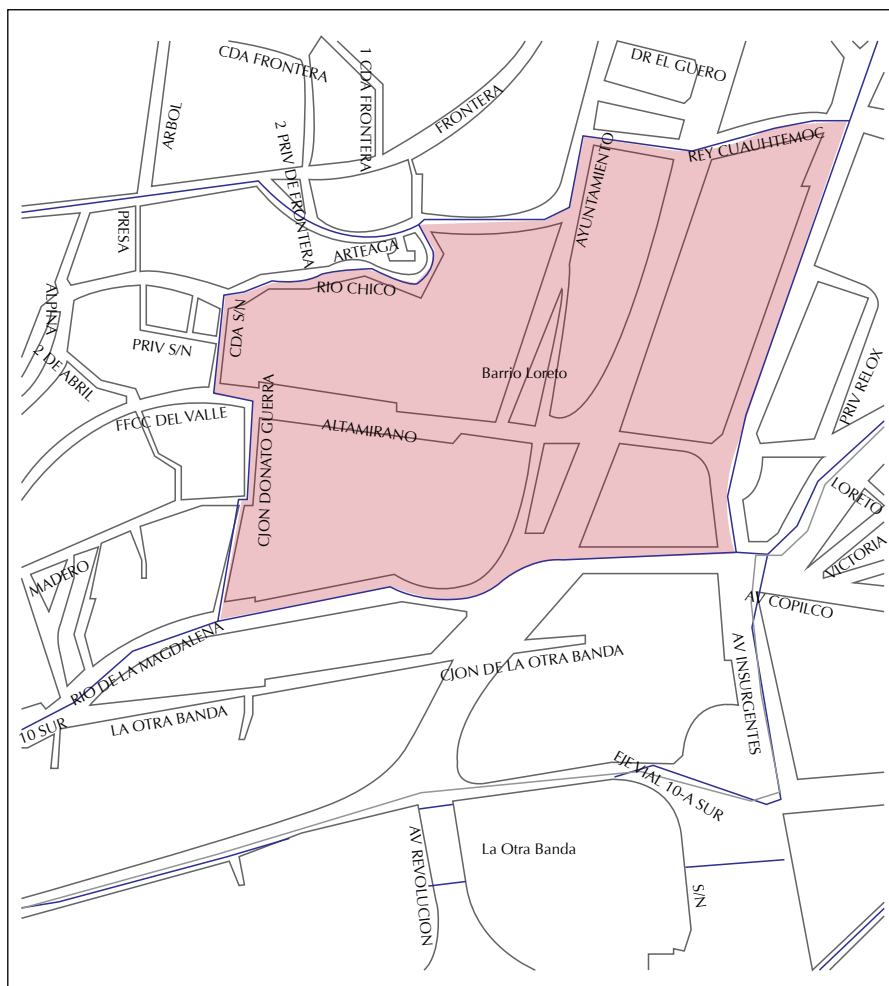 CDA FRONTERA
1 CDA FRONTERA
DR EL GUERO
ARBOL
FRONTERA
2 PRIV DE FRONTERA
REY CUAUHTEMOC
AYUNTAMIENTO
PRESA
ARTEAGA
RIO CHICO
ALPINA
CDA S/N
PRIV S/N
2 DE ABRIL
Barrio Loreto
PRIV RELOX
FFCC DEL VALLE
ALTAMIRANO
CJON DONATO GUERRA
LORETO
VICTORIA
MADERO
AV COPILCO
RIO DE LA MAGDALENA
CJON DE LA OTRA BANDA
AV INSURGENTES
10 SUR
LA OTRA BANDA
EJE VIAL 10-A SUR
AV REVOLUCION
La Otra Banda
S/N